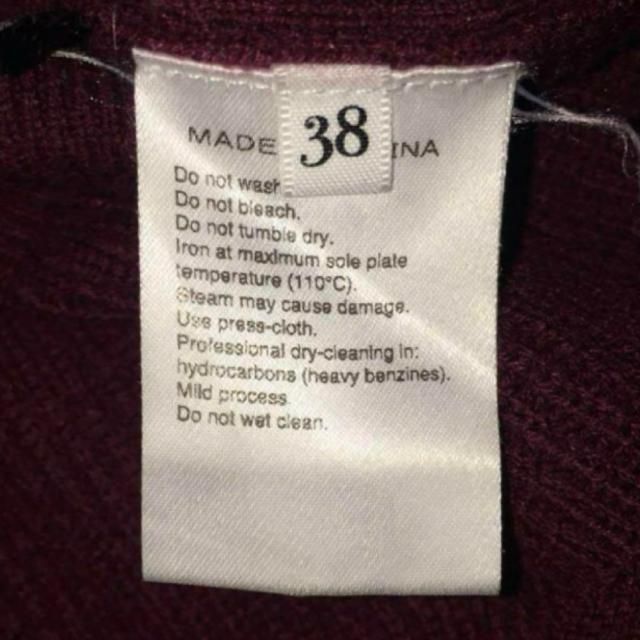 38
MADE INA
Do not wash
Do not bleach.
Do not tumble dry.
Iron at maximum sole plate
temperature (110°C).
Steam may cause damage.
Use press-cloth.
Professional dry-cleaning in:
hydrocarbons (heavy benzines).
Mild process
Do not wet clean.